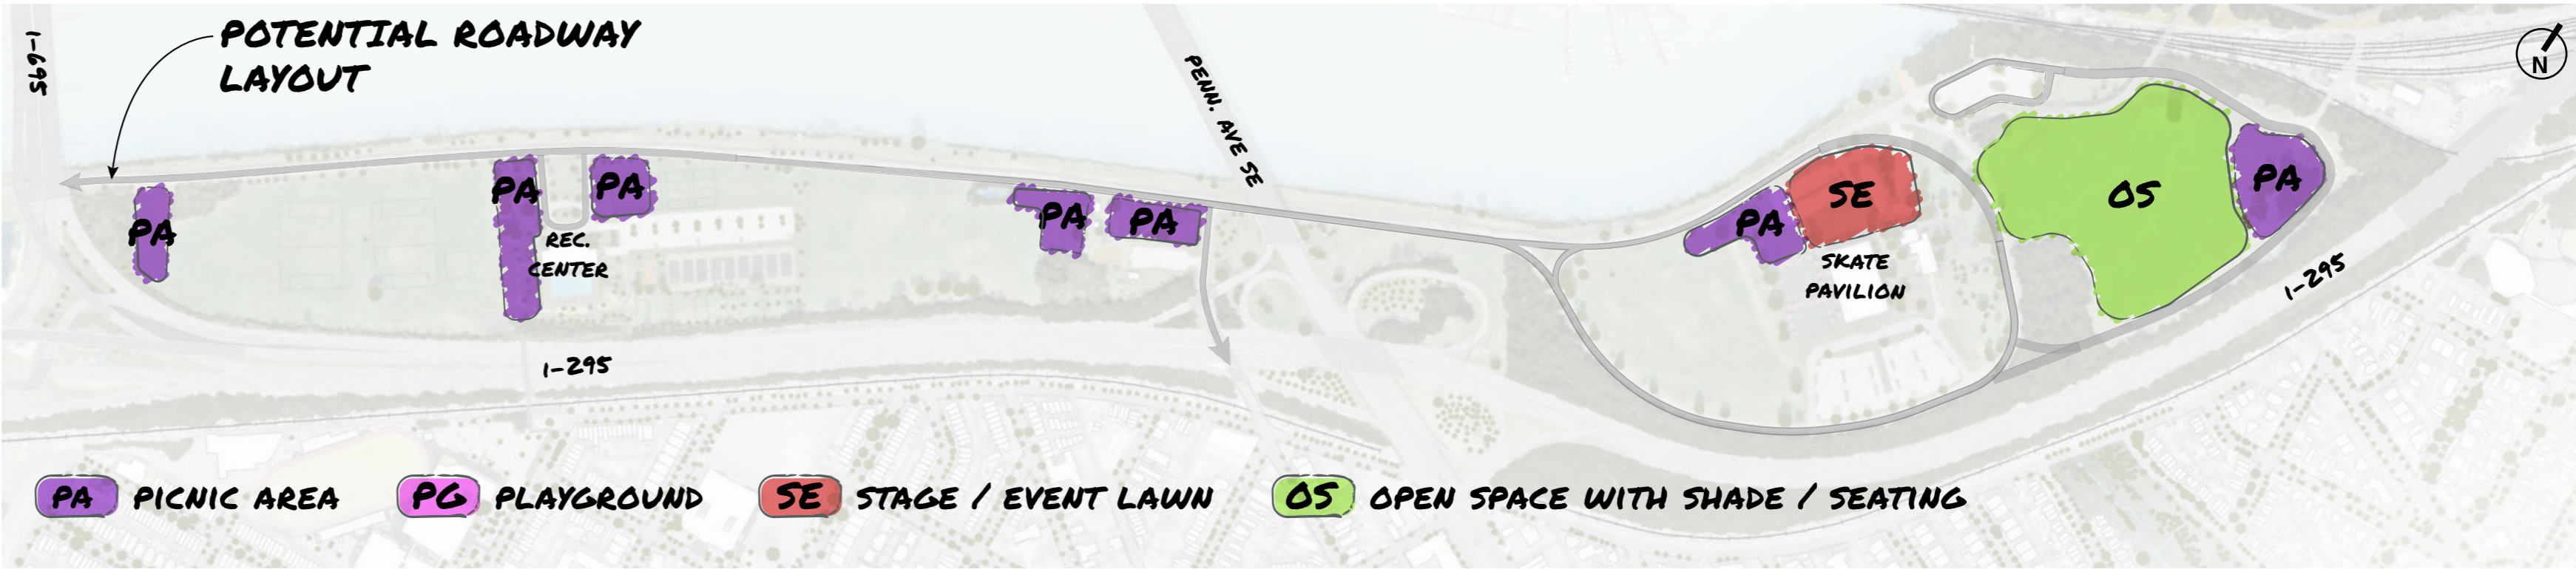 POTENTIAL ROADWAY
LAYOUT
I-695
PENN. AVE SE
N
PA
PA
PA
PA
PA
PA
SE
OS
PA
REC.
CENTER
SKATE
PAVILION
I-295
I-295
PA PICNIC AREA
PG PLAYGROUND
SE STAGE / EVENT LAWN
OS OPEN SPACE WITH SHADE / SEATING